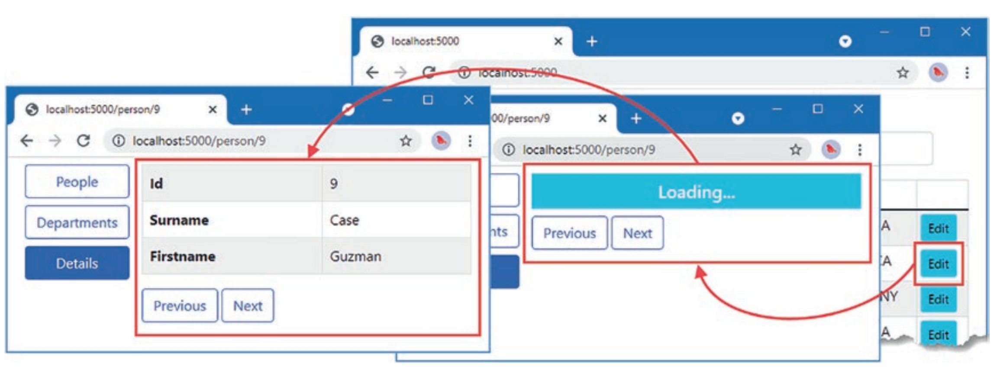 localhost:5000
localhost:5000
localhost:5000/person/9
localhost:5000/person/9
People
Departments
Details
Id 9
Surname Case
Firstname Guzman
Previous Next
00/person/9
localhost:5000/person/9
Loading...
nts
Previous Next
A Edit
CA Edit
NY Edit
A Edit